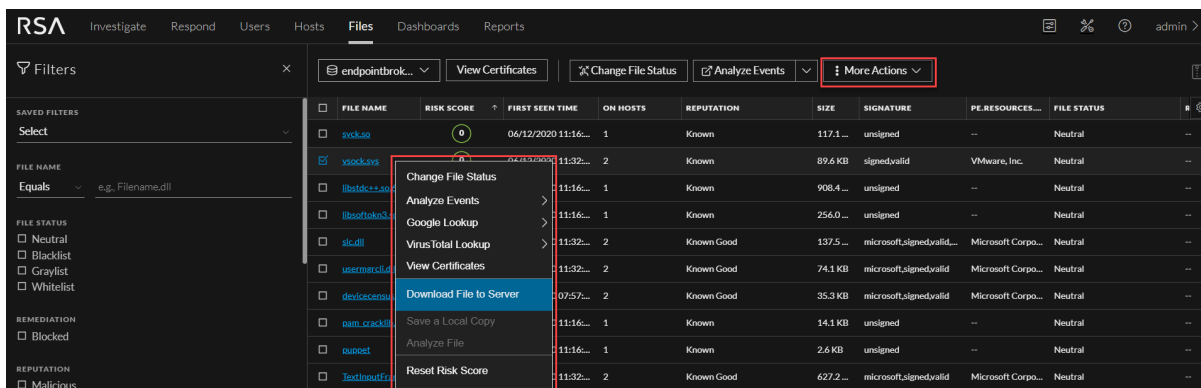 RSA Investigate Respond Users Hosts Files Dashboards Reports admin
Filters
endpointbrok... View Certificates Change File Status Analyze Events More Actions
SAVED FILTERS
Select
FILE NAME
Equals e.g., Filename.dll
FILE STATUS
Neutral
Blacklist
Graylist
Whitelist
REMEDIATION
Blocked
REPUTATION
Malicious
FILE NAME RISK SCORE FIRST SEEN TIME ON HOSTS REPUTATION SIZE SIGNATURE PE.RESOURCES.... FILE STATUS
syck.so 0 06/12/2020 11:16:... 1 Known 117.1 ... unsigned -- Neutral --
vsock.sys 06/12/2020 11:32:... 2 Known 89.6 KB signed,valid VMware, Inc. Neutral --
11:16:... 1 Known 908.4 ... unsigned -- Neutral --
11:16:... 1 Known 256.0 ... unsigned -- Neutral --
slc.dll 11:32:... 2 Known Good 137.5 ... microsoft,signed,valid,... Microsoft Corpo... Neutral --
11:32:... 2 Known Good 74.1 KB microsoft,signed,valid Microsoft Corpo... Neutral --
07:57:... 2 Known Good 35.3 KB microsoft,signed,valid Microsoft Corpo... Neutral --
11:16:... 1 Known 14.1 KB unsigned -- Neutral --
puppet 11:16:... 1 Known 2.6 KB unsigned -- Neutral --
11:32:... 2 Known Good 627.2 ... microsoft,signed,valid Microsoft Corpo... Neutral --
Change File Status
Analyze Events
Google Lookup
VirusTotal Lookup
View Certificates
Download File to Server
Save a Local Copy
Analyze File
Reset Risk Score